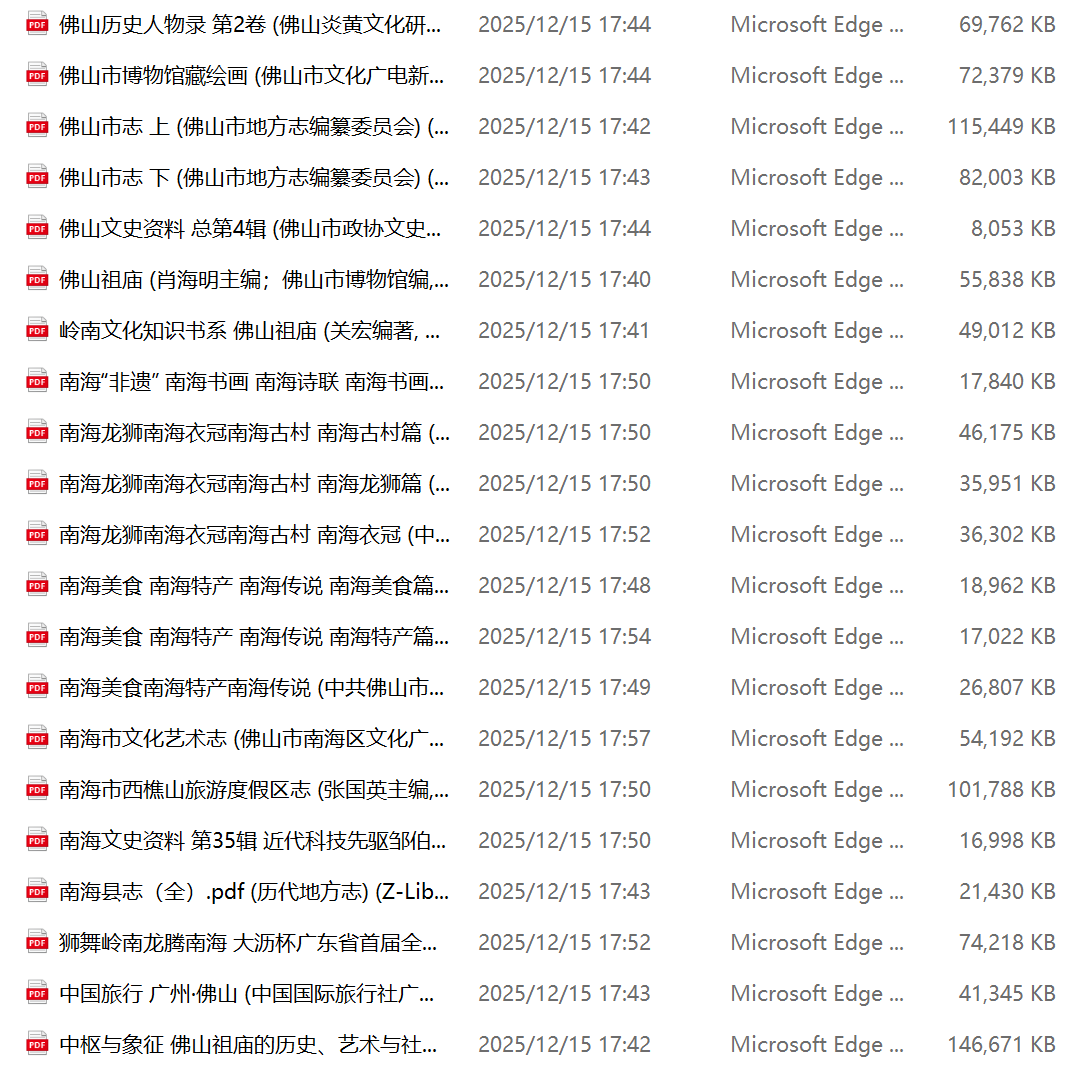 PDF 佛山历史人物录 第2卷 (佛山炎黄文化研... 2025/12/15 17:44 Microsoft Edge ... 69,762 KB
PDF 佛山市博物馆藏绘画 (佛山市文化广电新... 2025/12/15 17:44 Microsoft Edge ... 72,379 KB
PDF 佛山市志 上 (佛山市地方志编纂委员会) (... 2025/12/15 17:42 Microsoft Edge ... 115,449 KB
PDF 佛山市志 下 (佛山市地方志编纂委员会) (... 2025/12/15 17:43 Microsoft Edge ... 82,003 KB
PDF 佛山文史资料 总第4辑 (佛山市政协文史... 2025/12/15 17:44 Microsoft Edge ... 8,053 KB
PDF 佛山祖庙 (肖海明主编；佛山市博物馆编,... 2025/12/15 17:40 Microsoft Edge ... 55,838 KB
PDF 岭南文化知识书系 佛山祖庙 (关宏编著, ... 2025/12/15 17:41 Microsoft Edge ... 49,012 KB
PDF 南海“非遗” 南海书画 南海诗联 南海书画... 2025/12/15 17:50 Microsoft Edge ... 17,840 KB
PDF 南海龙狮南海衣冠南海古村 南海古村篇 (... 2025/12/15 17:50 Microsoft Edge ... 46,175 KB
PDF 南海龙狮南海衣冠南海古村 南海龙狮篇 (... 2025/12/15 17:50 Microsoft Edge ... 35,951 KB
PDF 南海龙狮南海衣冠南海古村 南海衣冠 (中... 2025/12/15 17:52 Microsoft Edge ... 36,302 KB
PDF 南海美食 南海特产 南海传说 南海美食篇... 2025/12/15 17:48 Microsoft Edge ... 18,962 KB
PDF 南海美食 南海特产 南海传说 南海特产篇... 2025/12/15 17:54 Microsoft Edge ... 17,022 KB
PDF 南海美食南海特产南海传说 (中共佛山市... 2025/12/15 17:49 Microsoft Edge ... 26,807 KB
PDF 南海市文化艺术志 (佛山市南海区文化广... 2025/12/15 17:57 Microsoft Edge ... 54,192 KB
PDF 南海市西樵山旅游度假区志 (张国英主编,... 2025/12/15 17:50 Microsoft Edge ... 101,788 KB
PDF 南海文史资料 第35辑 近代科技先驱邹伯... 2025/12/15 17:50 Microsoft Edge ... 16,998 KB
PDF 南海县志（全）.pdf (历代地方志) (Z-Lib... 2025/12/15 17:43 Microsoft Edge ... 21,430 KB
PDF 狮舞岭南龙腾南海 大沥杯广东省首届全... 2025/12/15 17:52 Microsoft Edge ... 74,218 KB
PDF 中国旅行 广州·佛山 (中国国际旅行社广... 2025/12/15 17:43 Microsoft Edge ... 41,345 KB
PDF 中枢与象征 佛山祖庙的历史、艺术与社... 2025/12/15 17:42 Microsoft Edge ... 146,671 KB